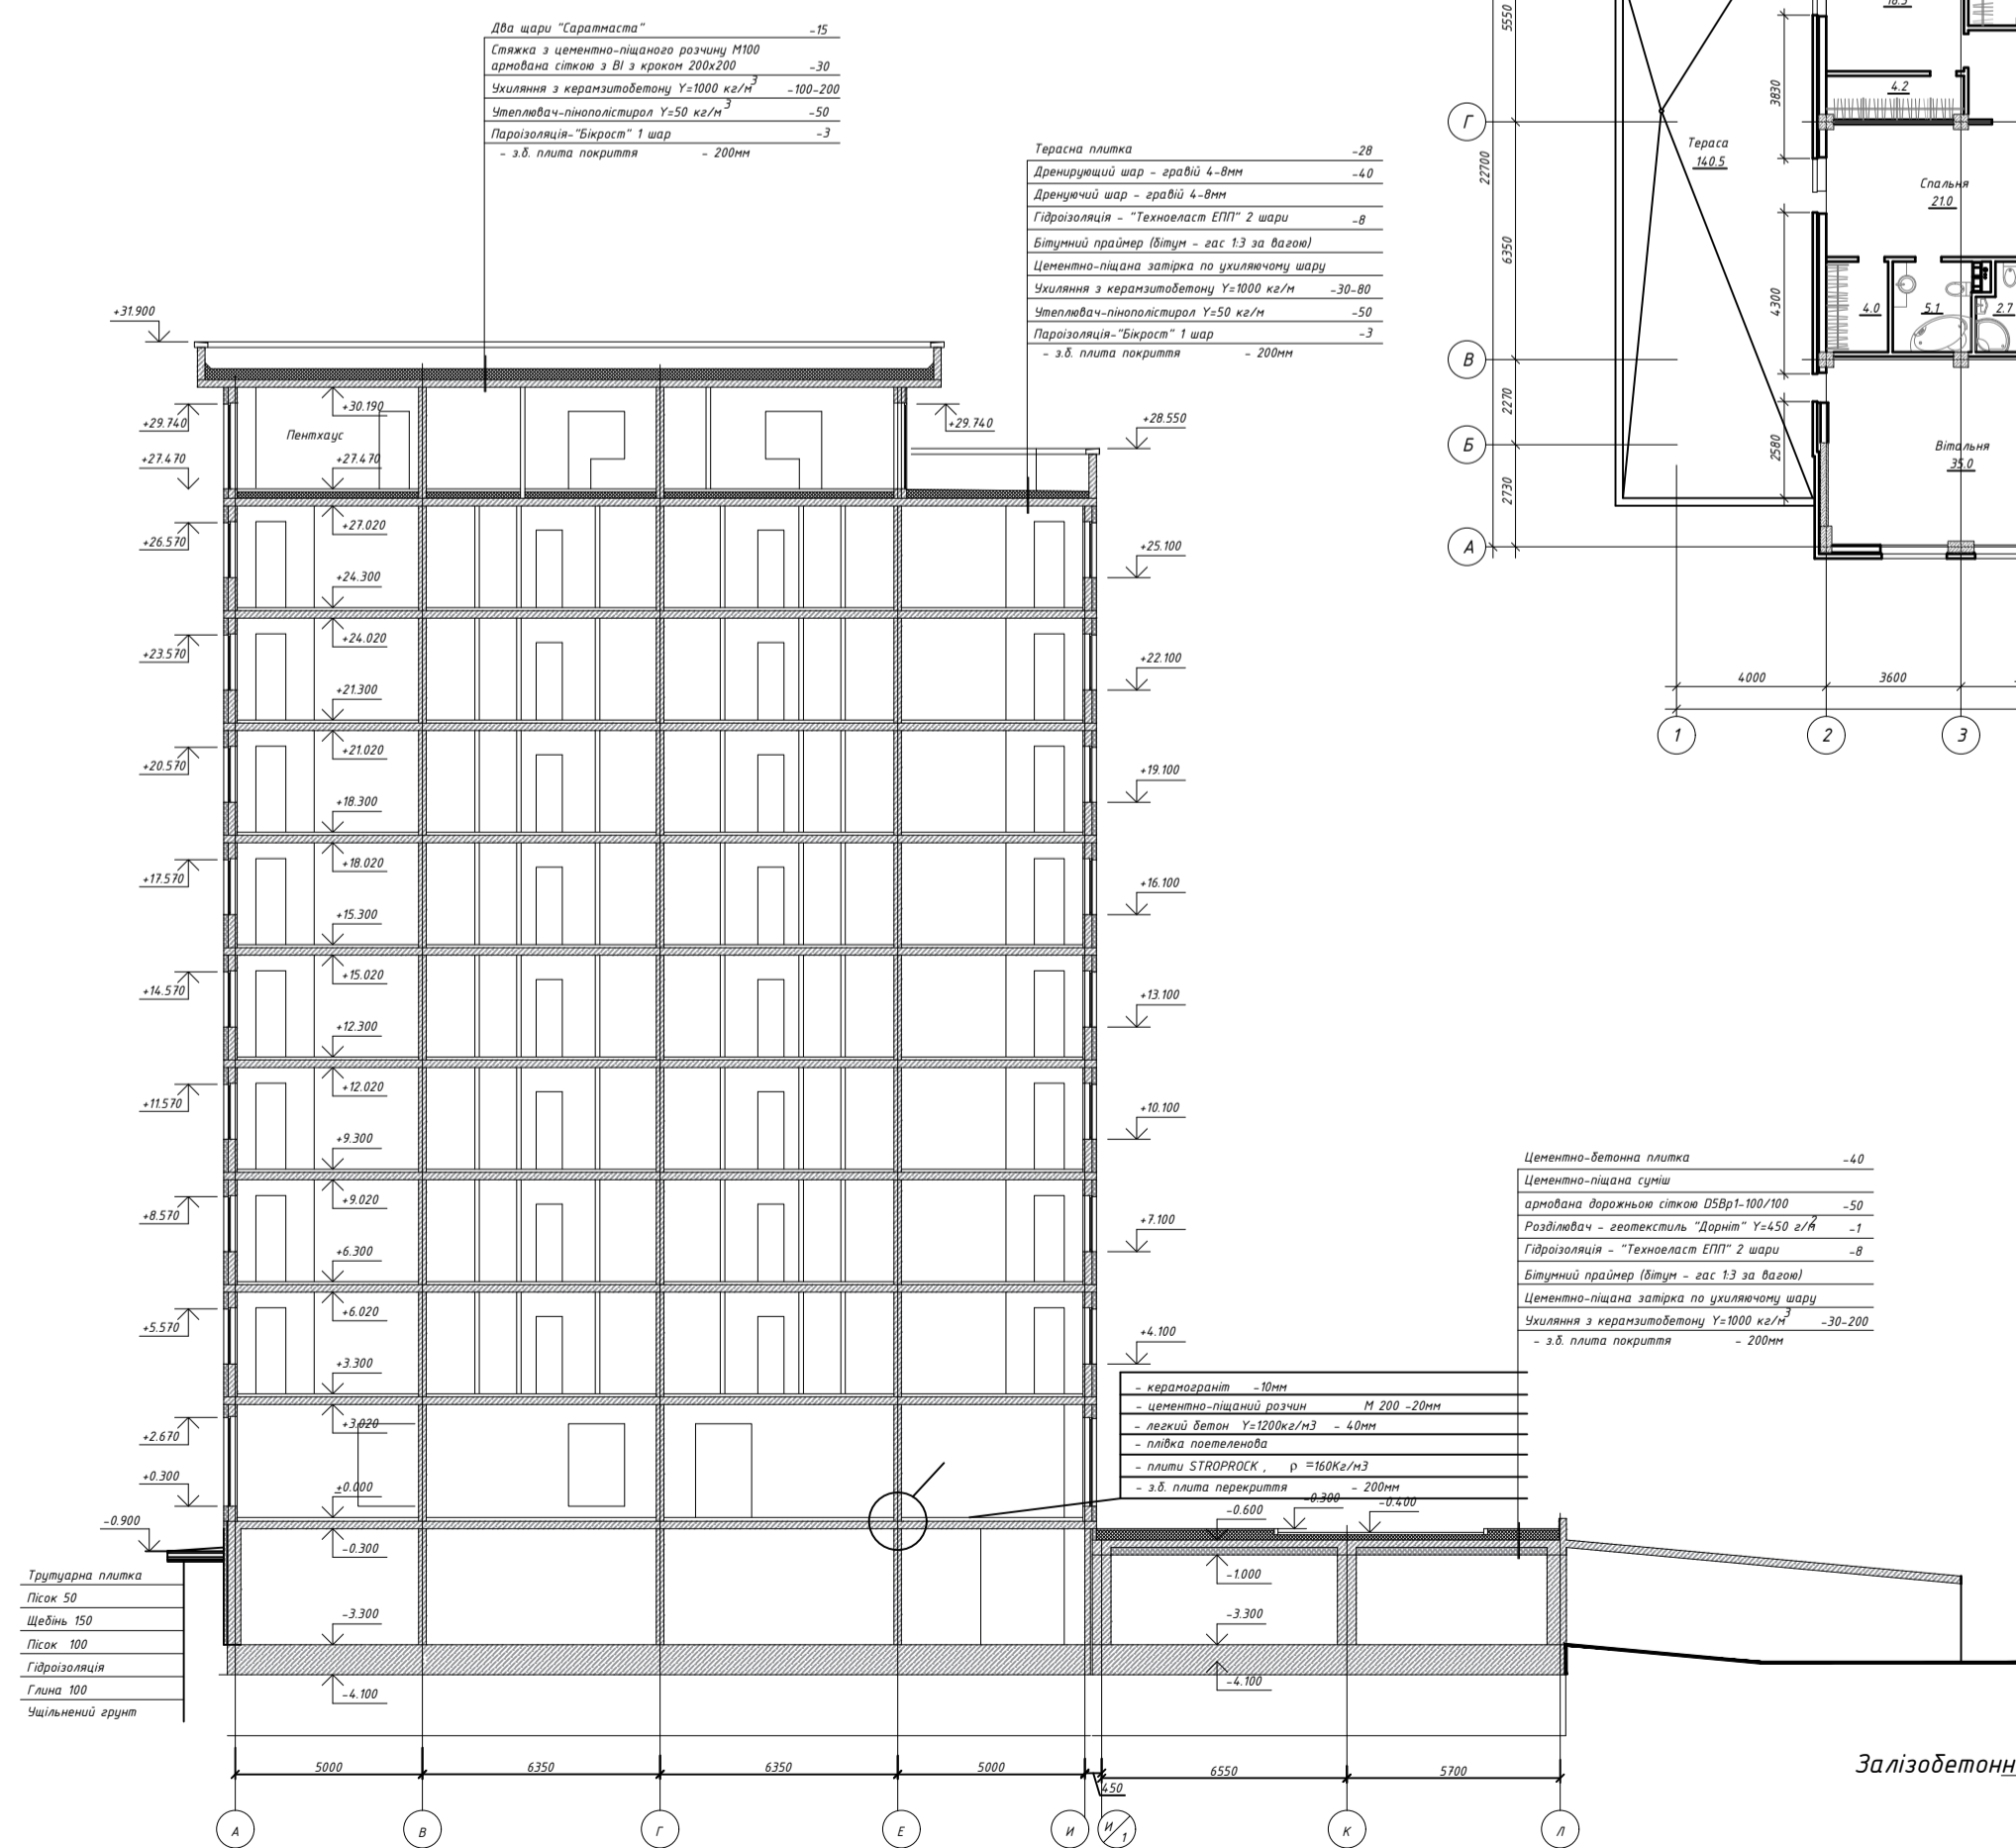 Два щари "Саратмаста" -15
Стяжка з цементно-піщаного розчину М100
армована сіткою з ВІ з кроком 200х200 -30
Ухиляння з керамзитобетону Y=1000 кг/м3 -100-200
Утеплювач-пінополістирол Y=50 кг/м3 -50
Пароізоляція-"Бікрост" 1 шар -3
- з.б. плита покриття - 200мм
Терасна плитка -28
Дренирующий шар - гравій 4-8мм -40
Дренуючий шар - гравій 4-8мм
Гідроізоляція - "Техноеласт ЕПП" 2 шари -8
Бітумний праймер (бітум - гас 1:3 за вагою)
Цементно-піщана затірка по ухиляючому шару
Ухиляння з керамзитобетону Y=1000 кг/м -30-80
Утеплювач-пінополістирол Y=50 кг/м -50
Пароізоляція-"Бікрост" 1 шар -3
- з.б. плита покриття - 200мм
5550
3830
4.2
Г
22700
Тераса
140.5
Спальня
21.0
6350
4300
4.0
5.1
2.7
В
2270
Б
2580
Вітальня
35.0
2730
А
4000
3600
1
2
3
+31.900
+30.190
+29.740
+29.740
Пентхаус
+28.550
+27.470
+27.470
+27.020
+26.570
+25.100
+24.300
+24.020
+23.570
+22.100
+21.300
+21.020
+20.570
+19.100
+18.300
+18.020
+17.570
+16.100
+15.300
+15.020
+14.570
+13.100
+12.300
+12.020
+11.570
+10.100
+9.300
+9.020
+8.570
+7.100
+6.300
+6.020
+5.570
+4.100
+3.300
+3.020
+2.670
+0.300
±0.000
-0.900
-0.300
-3.300
-4.100
Цементно-бетонна плитка -40
Цементно-піщана суміш
армована дорожньою сіткою D5Вр1-100/100 -50
Розділювач - геотекстиль "Дорніт" Y=450 г/м2 -1
Гідроізоляція - "Техноеласт ЕПП" 2 шари -8
Бітумний праймер (бітум - гас 1:3 за вагою)
Цементно-піщана затірка по ухиляючому шару
Ухиляння з керамзитобетону Y=1000 кг/м3 -30-200
- з.б. плита покриття - 200мм
- керамограніт -10мм
- цементно-піщаний розчин М 200 -20мм
- легкий бетон Y=1200кг/м3 - 40мм
- плівка поетеленова
- плити STROPROCK , ρ =160Кг/м3
- з.б. плита перекриття - 200мм
-0.600
-0.300
-0.400
-1.000
-3.300
-4.100
Трутуарна плитка
Пісок 50
Щебінь 150
Пісок 100
Гідроізоляція
Глина 100
Ущільнений грунт
5000
6350
6350
5000
450
6550
5700
А
В
Г
Е
И
И/1
К
Л
Залізобетонн